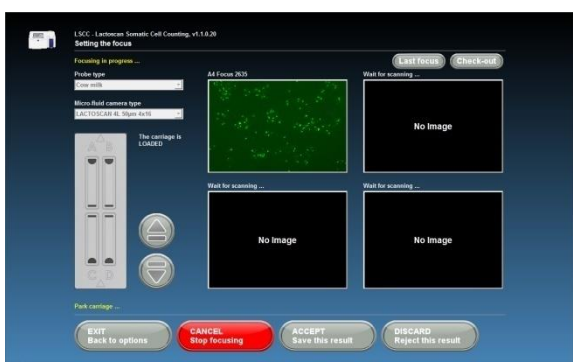 LSCC - Lactoscan Somatic Cell Counting, v1.1.0.20
Setting the focus
Focusing in progress ...
Last focus
Check-out
Probe type
Cow milk
Micro-fluid camera type
LACTOSCAN 4L 50µm 4x16
The carriage is
LOADED
A B
C D
A4 Focus 2635
Wait for scanning ...
No Image
Wait for scanning ...
No Image
Wait for scanning ...
No Image
Park carriage ...
EXIT
Back to options
CANCEL
Stop focusing
ACCEPT
Save this result
DISCARD
Reject this result